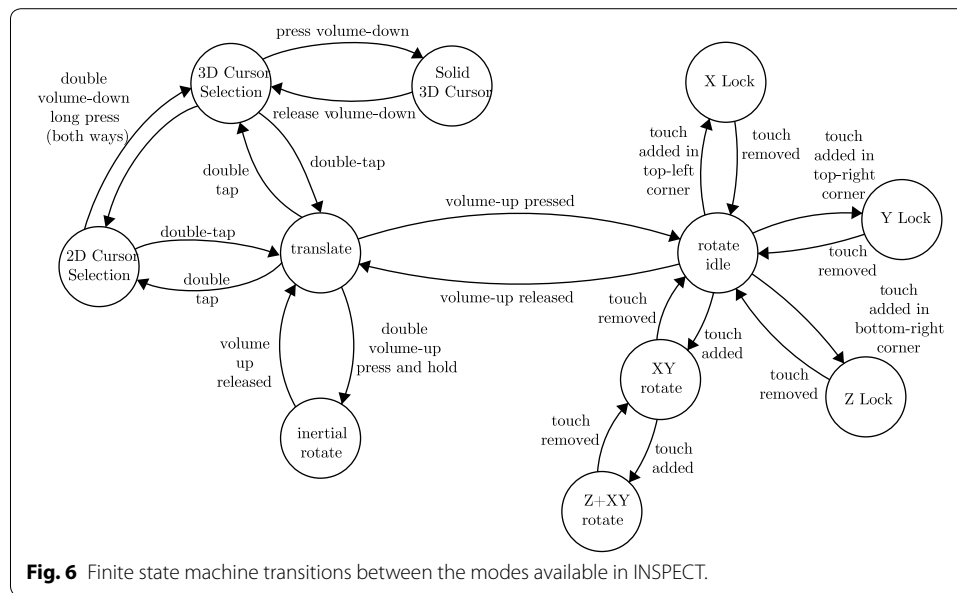 press volume-down
3D Cursor
Selection
Solid
3D Cursor
release volume-down
double
volume-down
long press
(both ways)
double-tap
double
tap
2D Cursor
Selection
double-tap
double
tap
translate
volume-up pressed
volume-up released
volume
up
released
double
volume-up
press and hold
inertial
rotate
X Lock
touch
added in
top-left
corner
touch
removed
touch
added in
top-right
corner
Y Lock
touch
removed
rotate
idle
touch
added in
bottom-right
corner
touch
removed
Z Lock
touch
removed
touch
added
XY
rotate
touch
removed
touch
added
Z+XY
rotate
Fig. 6 Finite state machine transitions between the modes available in INSPECT.